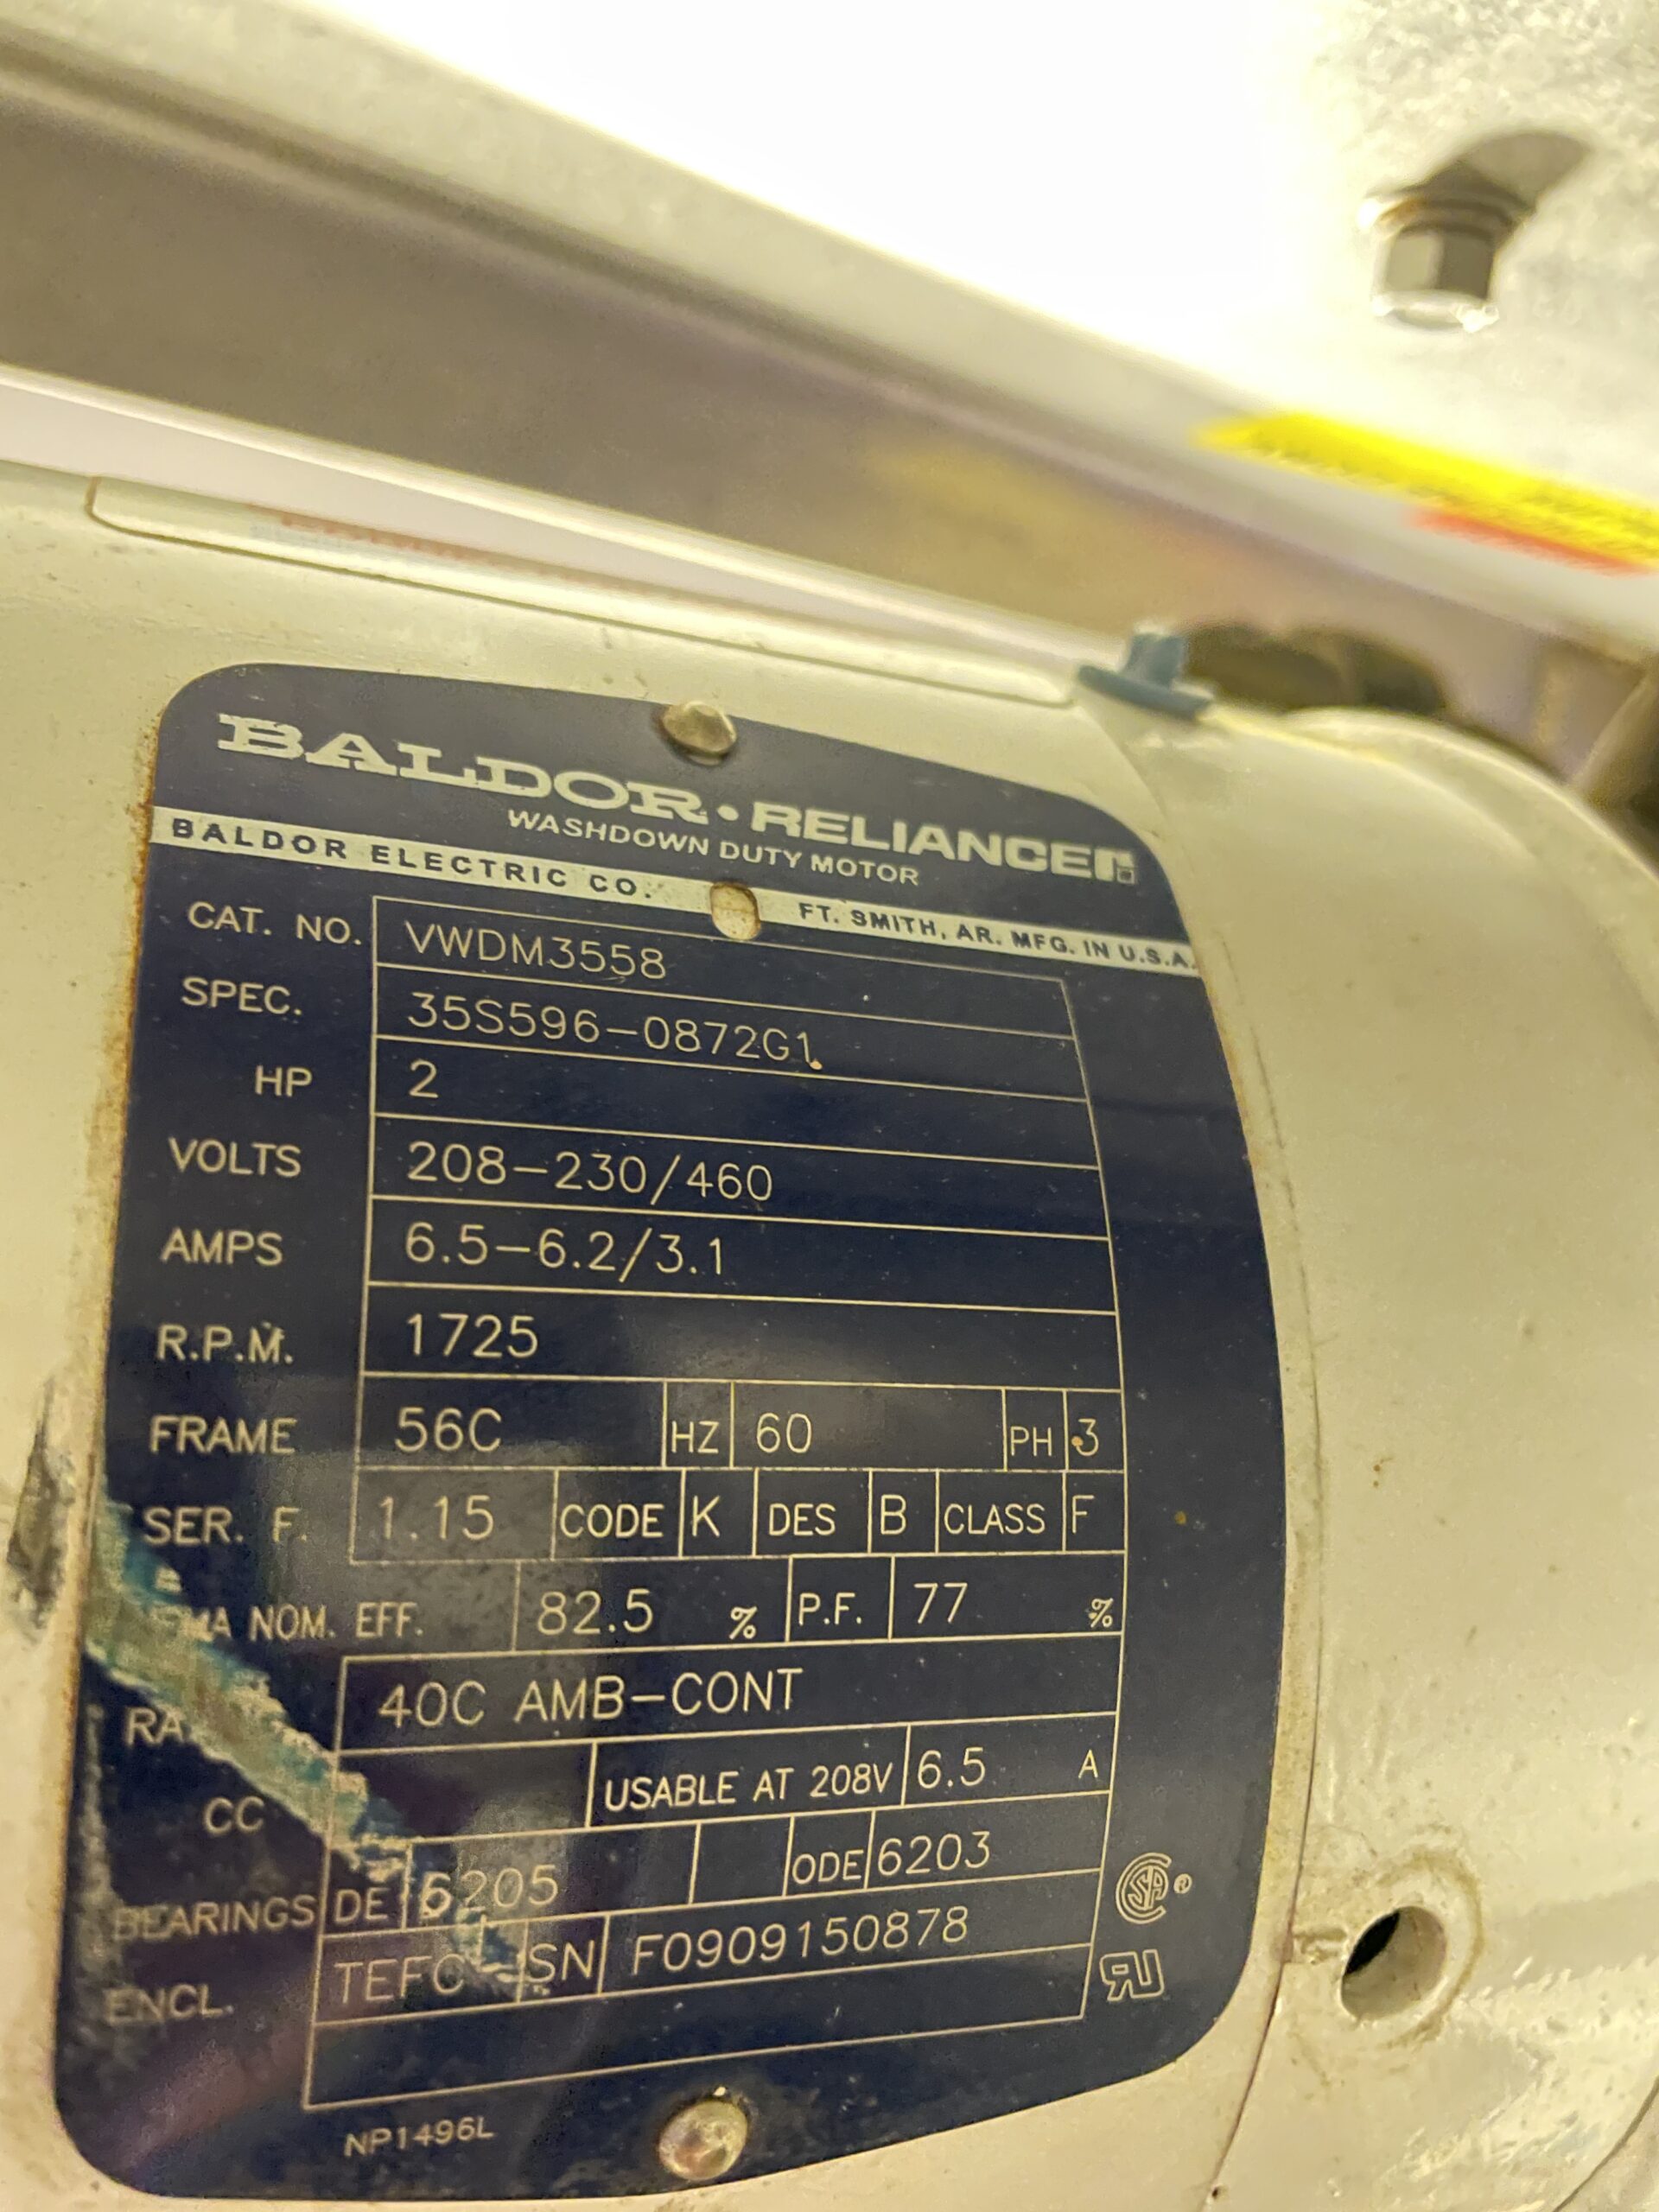 BALDOR • RELIANCER
WASHDOWN DUTY MOTOR
BALDOR ELECTRIC CO. FT. SMITH, AR. MFG. IN U.S.A.
CAT. NO. VWDM3558
SPEC. 35S596-0872G1
HP 2
VOLTS 208-230/460
AMPS 6.5-6.2/3.1
R.P.M. 1725
FRAME 56C HZ 60 PH 3
SER. F. 1.15 CODE K DES B CLASS F
NOM. EFF. 82.5 % P.F. 77 %
40C AMB-CONT
CC USABLE AT 208V 6.5 A
BEARINGS DE 6205 ODE 6203
ENCL. TEFC SN F0909150878
NP1496L